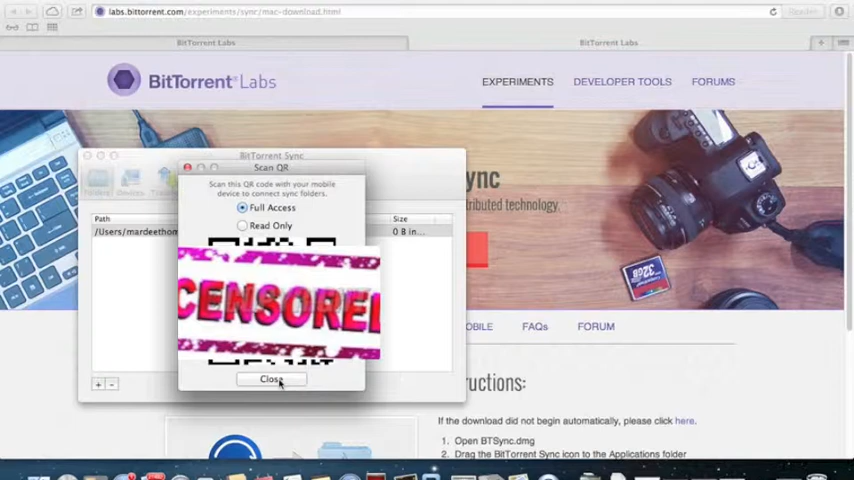 labs.bittorrent.com/experiments/sync/mac-download.html
Reader
BitTorrent Labs
BitTorrent Labs
BitTorrent Labs
EXPERIMENTS
DEVELOPER TOOLS
FORUMS
BitTorrent Sync
Scan QR
Scan this QR code with your mobile
device to connect sync folders.
Full Access
Read Only
Path
Size
/Users/mardeethom
0 B in...
ync
tributed technology.
32GB
CENSORED
Close
+ -
OBILE
FAQs
FORUM
ructions:
If the download did not begin automatically, please click here.
1. Open BTSync.dmg
2. Drag the BitTorrent Sync icon to the Applications folder